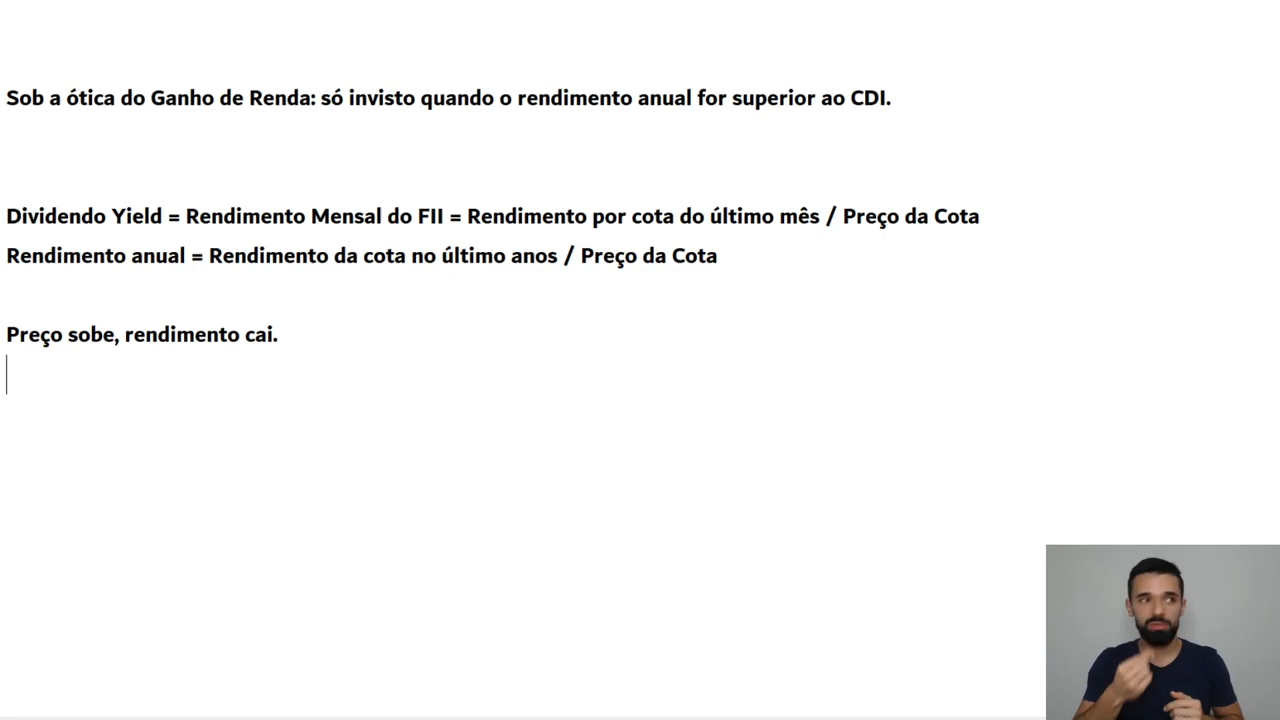 Sob a ótica do Ganho de Renda: só invisto quando o rendimento anual for superior ao CDI.
Dividendo Yield = Rendimento Mensal do FII = Rendimento por cota do último mês / Preço da Cota
Rendimento anual = Rendimento da cota no último anos / Preço da Cota
Preço sobe, rendimento cai.